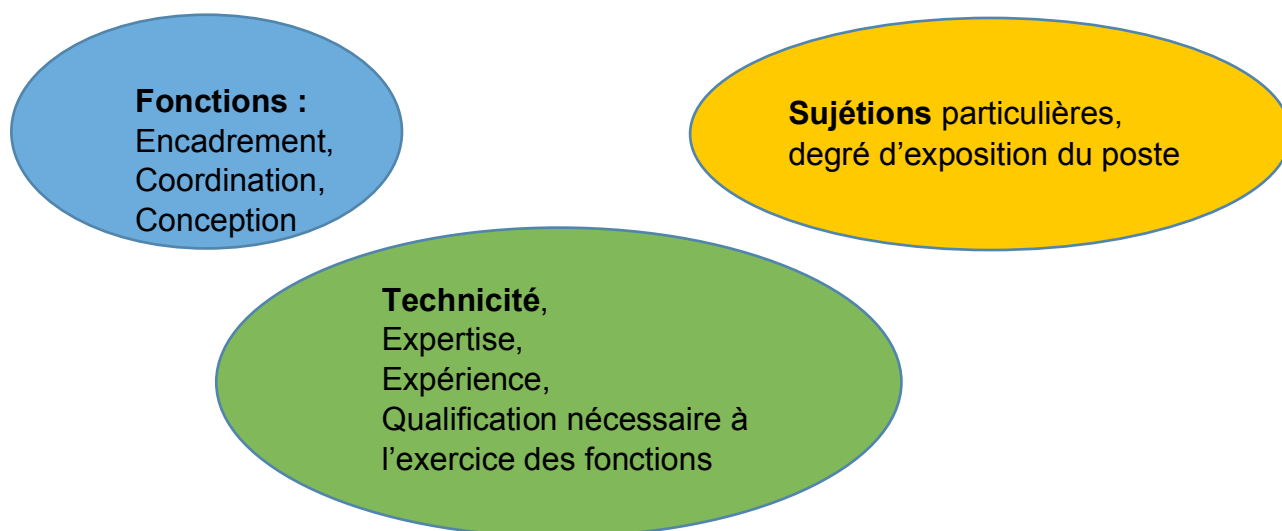 Fonctions :
Encadrement,
Coordination,
Conception
Sujétions particulières,
degré d’exposition du poste
Technicité,
Expertise,
Expérience,
Qualification nécessaire à
l’exercice des fonctions